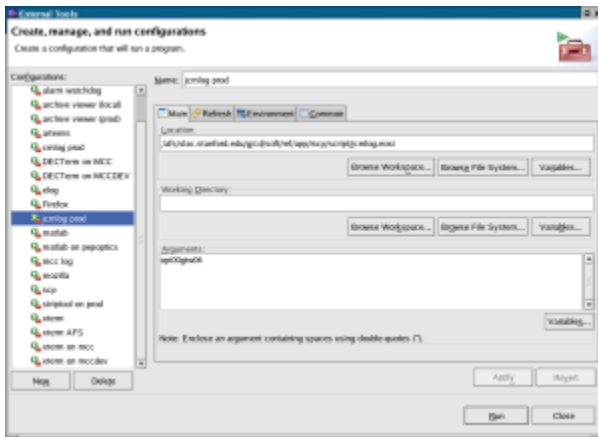 External Tools
Create, manage, and run configurations
Create a configuration that will run a program.
Configurations:
alarm watchdog
archive viewer (local)
archive viewer (prod)
artemis
cmlog prod
DECTerm on MCC
DECTerm on MCCDEV
elog
Firefox
jcmlog prod
matlab
matlab on pepoptics
mcc log
mozilla
scp
striptool on prod
xterm
xterm AFS
xterm on mcc
xterm on mccdev
New
Delete
Name: jcmlog prod
Main Refresh Environment Common
Location
Browse Workspace... Browse File System... Variables...
Working Directory:
Browse Workspace... Browse File System... Variables...
Arguments:
Variables...
Note: Enclose an argument containing spaces using double-quotes (").
Apply Revert
Run Close